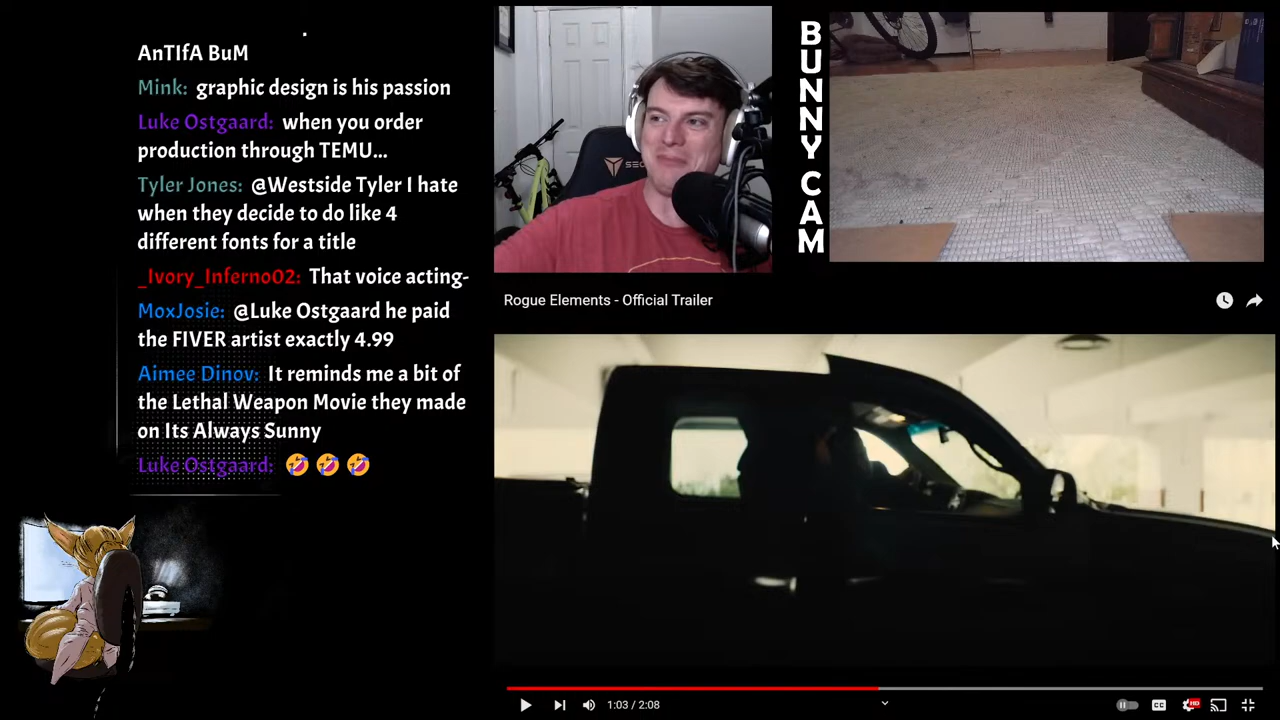 AnTIfA BuM
Mink: graphic design is his passion
Luke Ostgaard: when you order
production through TEMU...
Tyler Jones: @Westside Tyler I hate
when they decide to do like 4
different fonts for a title
_Ivory_Inferno02: That voice acting-
MoxJosie: @Luke Ostgaard he paid
the FIVER artist exactly 4.99
Aimee Dinov: It reminds me a bit of
the Lethal Weapon Movie they made
on Its Always Sunny
Luke Ostgaard: 🤣 🤣 🤣
SEC
BUNNY CAM
Rogue Elements - Official Trailer
1:03 / 2:08
CC
HD